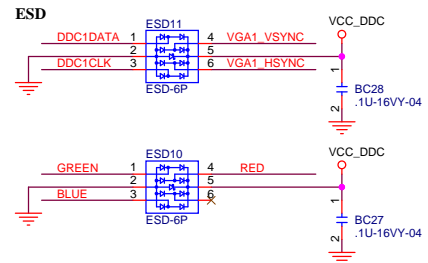 ESD
ESD11
VCC_DDC
DDC1DATA 1 4 VGA1_VSYNC
2 5
DDC1CLK 3 6 VGA1_HSYNC
ESD-6P
1
BC28
.1U-16VY-04
2
ESD10
VCC_DDC
GREEN 1 4 RED
2 5
BLUE 3 6
ESD-6P
1
BC27
.1U-16VY-04
2